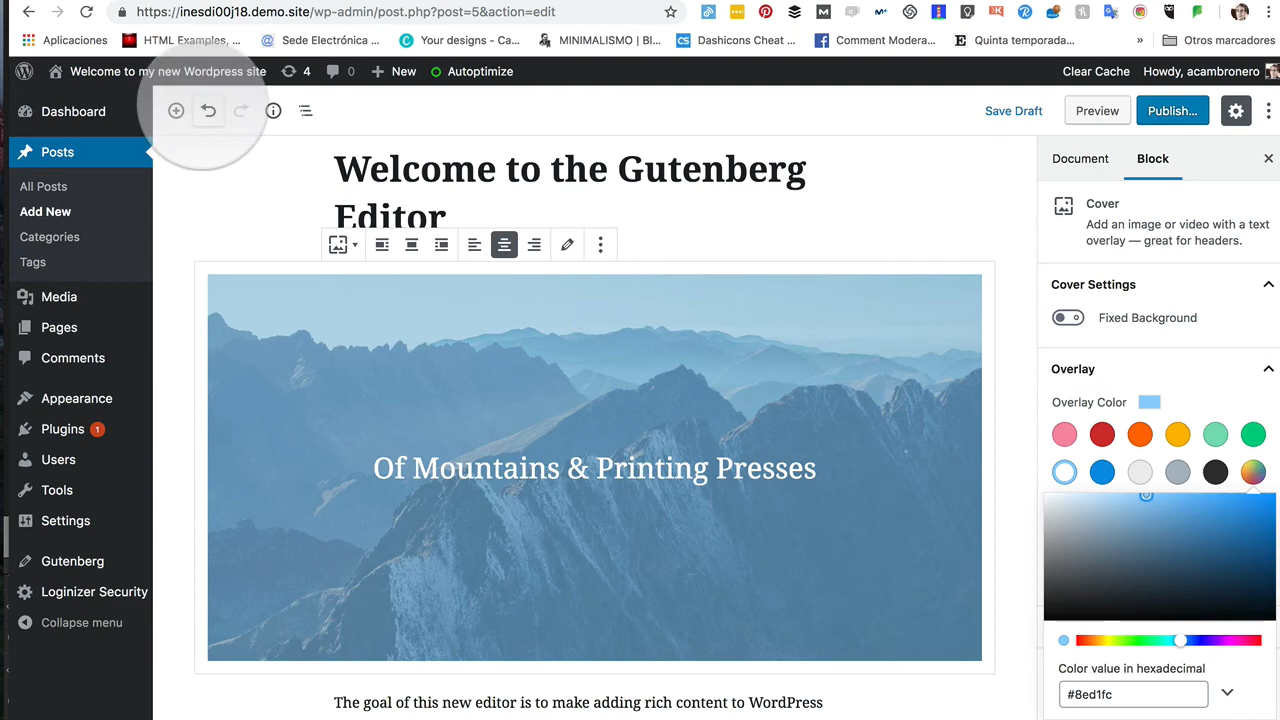 https://inesdi00j18.demo.site/wp-admin/post.php?post=5&action=edit
Aplicaciones
HTML Examples, ...
Sede Electrónica ...
Your designs - Ca...
MINIMALISMO | Bl...
Dashicons Cheat ...
Comment Modera...
Quinta temporada...
»
Otros marcadores
Welcome to my new Wordpress site
4
0
New
Autoptimize
Clear Cache
Howdy, acambronero
Dashboard
Save Draft
Preview
Publish...
Posts
All Posts
Add New
Categories
Tags
Media
Pages
Comments
Appearance
Plugins 1
Users
Tools
Settings
Gutenberg
Loginizer Security
Collapse menu
Welcome to the Gutenberg
Editor
Of Mountains & Printing Presses
The goal of this new editor is to make adding rich content to WordPress
Document
Block
Cover
Add an image or video with a text
overlay — great for headers.
Cover Settings
Fixed Background
Overlay
Overlay Color
Color value in hexadecimal
#8ed1fc